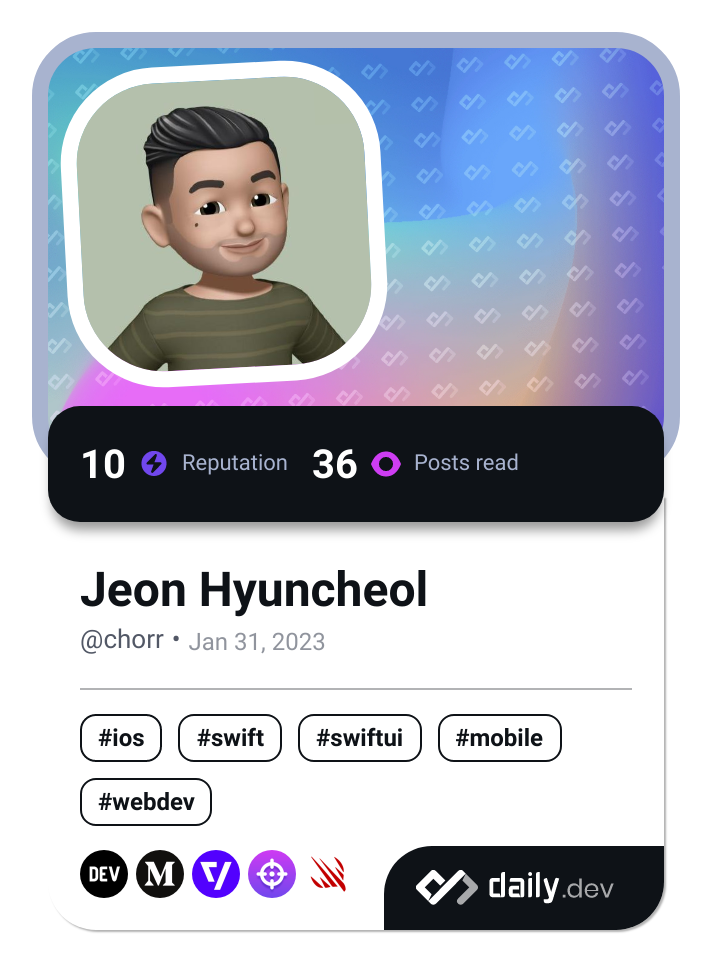 10 Reputation 36 Posts read
Jeon Hyuncheol
@chorr • Jan 31, 2023
#ios #swift #swiftui #mobile
#webdev
DEV M
daily.dev